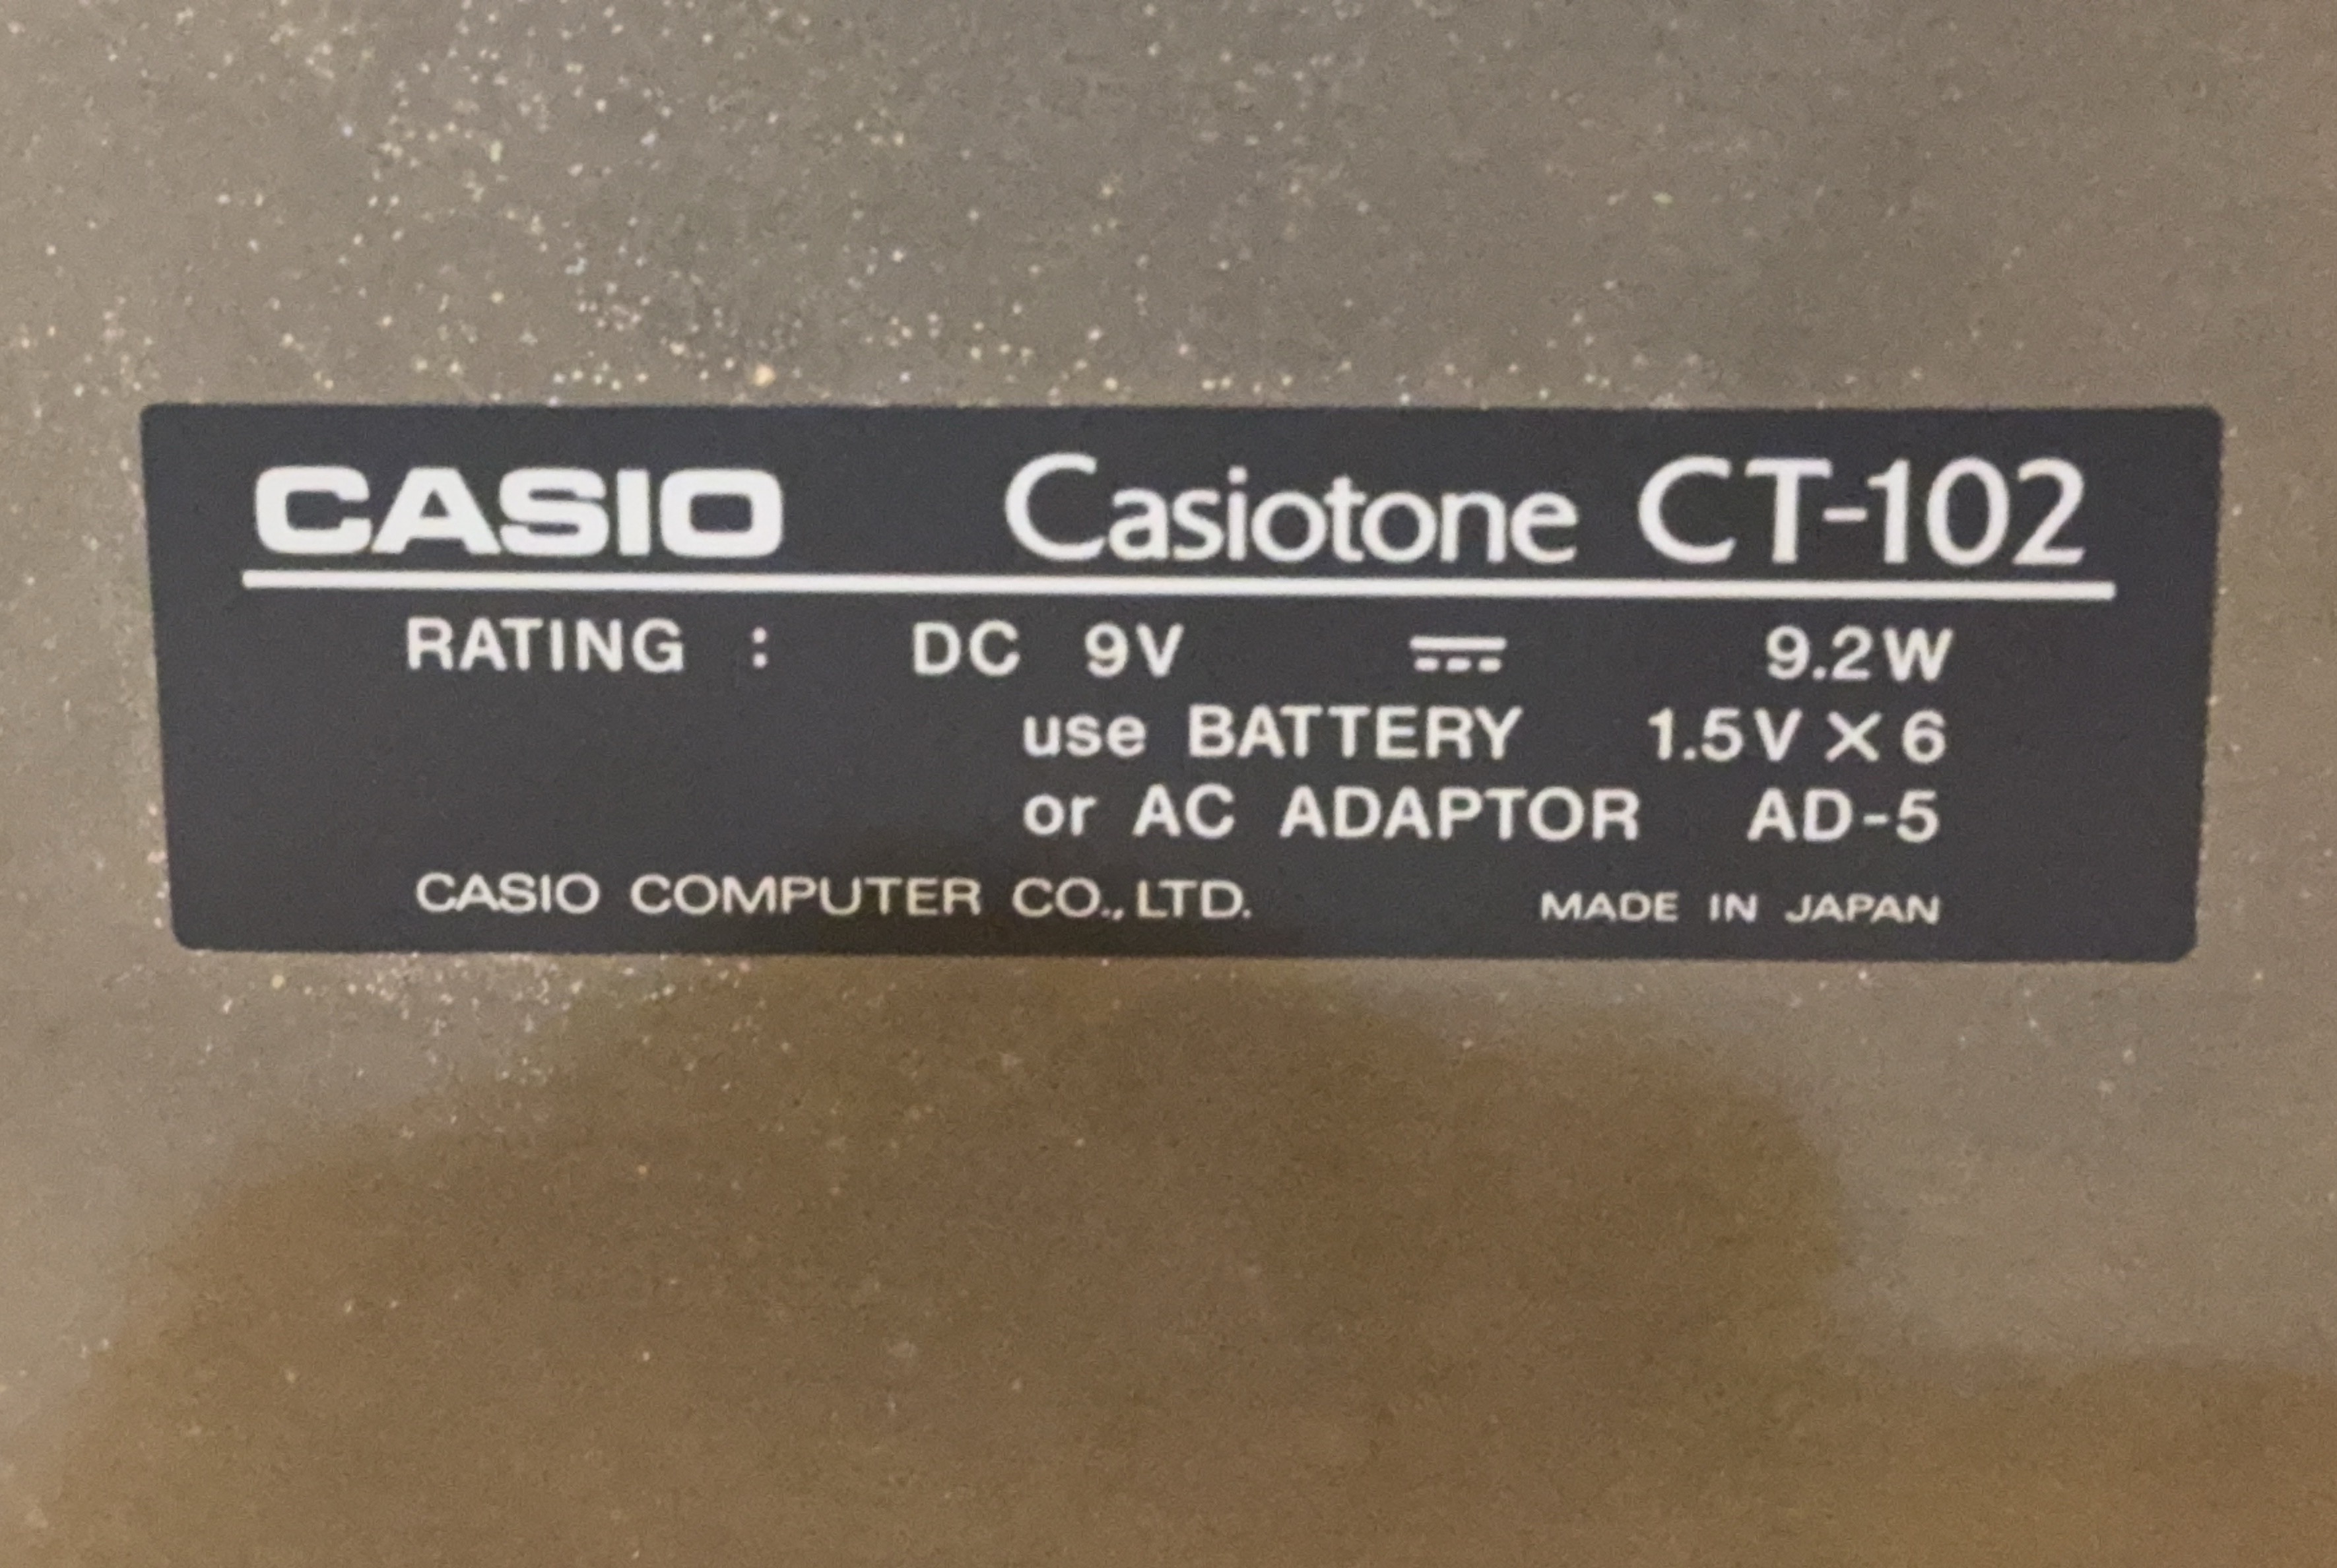 CASIO Casiotone CT-102
RATING : DC 9V ⎓ 9.2W
use BATTERY 1.5V × 6
or AC ADAPTOR AD-5
CASIO COMPUTER CO., LTD. MADE IN JAPAN